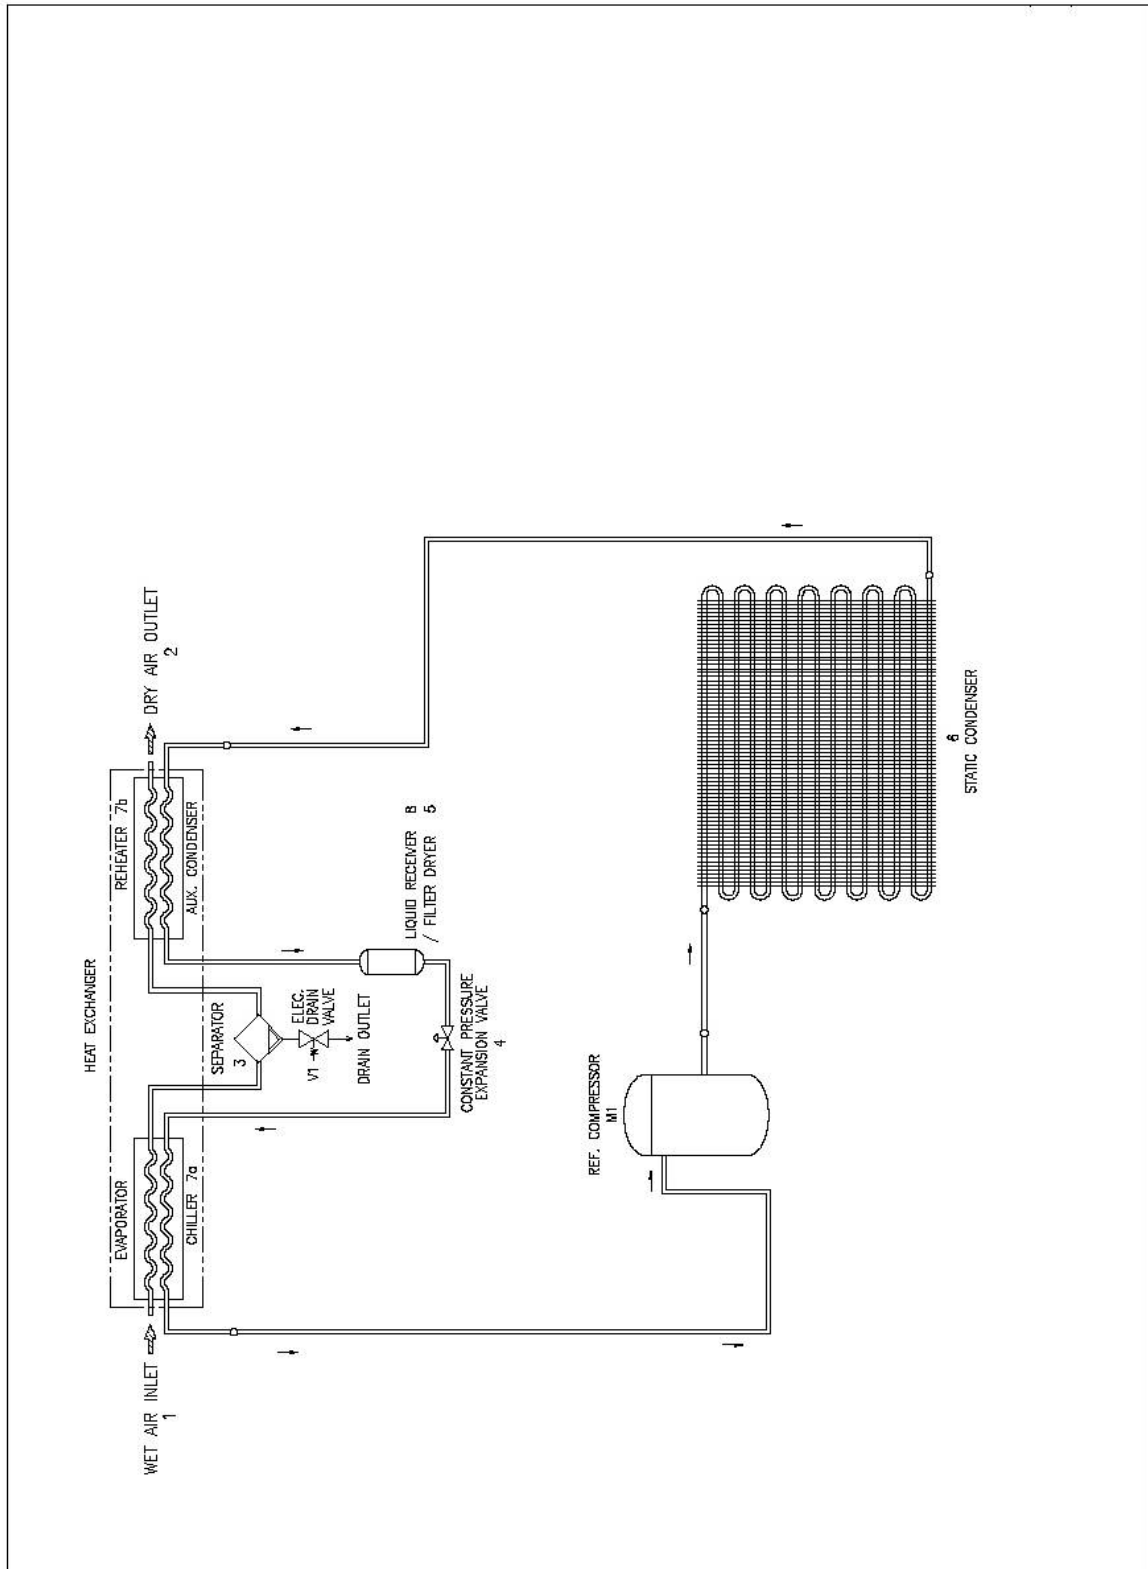 HEAT EXCHANGER
EVAPORATOR
REHEATER 7b
WET AIR INLET
1
DRY AIR OUTLET
2
CHILLER 7a
AUX. CONDENSER
SEPARATOR
3
ELEC.
DRAIN
VALVE
V1
DRAIN OUTLET
LIQUID RECEIVER 8
/ FILTER DRYER 5
CONSTANT PRESSURE
EXPANSION VALVE
4
REF. COMPRESSOR
M1
6
STATIC CONDENSER